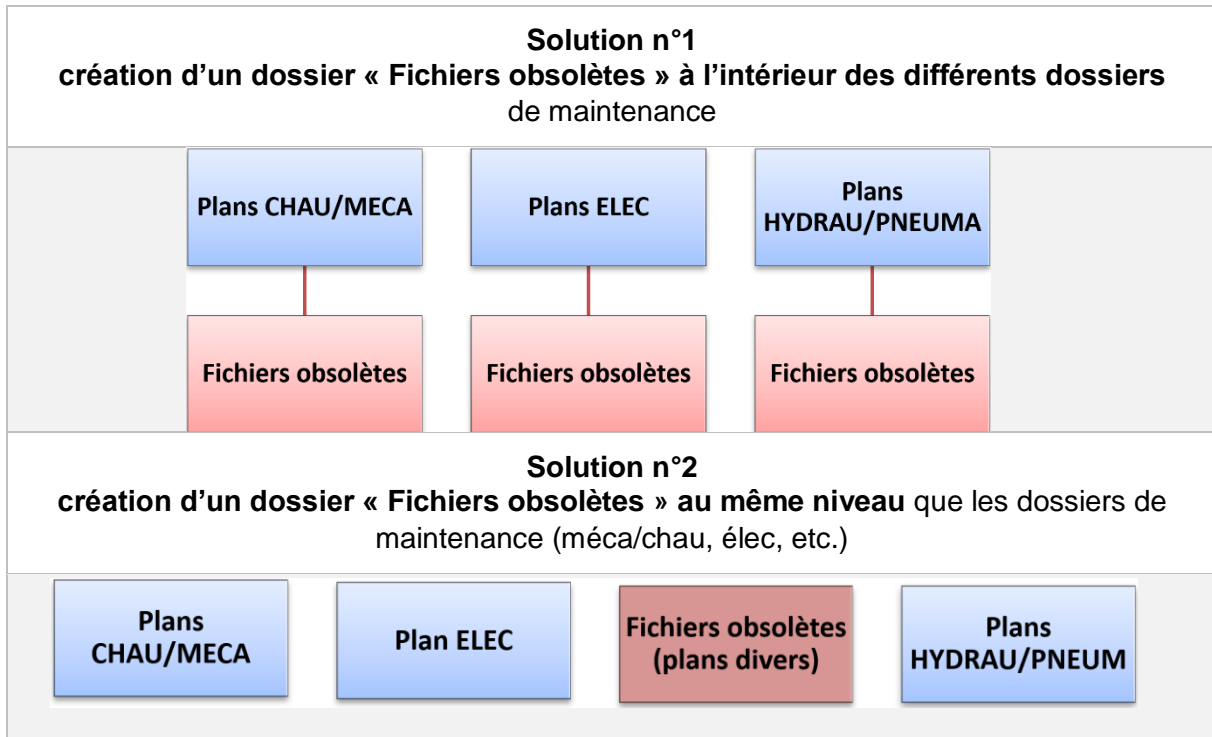 Solution n°1
création d’un dossier « Fichiers obsolètes » à l’intérieur des différents dossiers
de maintenance
Plans CHAU/MECA
Plans ELEC
Plans
HYDRAU/PNEUMA
Fichiers obsolètes
Fichiers obsolètes
Fichiers obsolètes
Solution n°2
création d’un dossier « Fichiers obsolètes » au même niveau que les dossiers de
maintenance (méca/chau, élec, etc.)
Plans
CHAU/MECA
Plan ELEC
Fichiers obsolètes
(plans divers)
Plans
HYDRAU/PNEUM